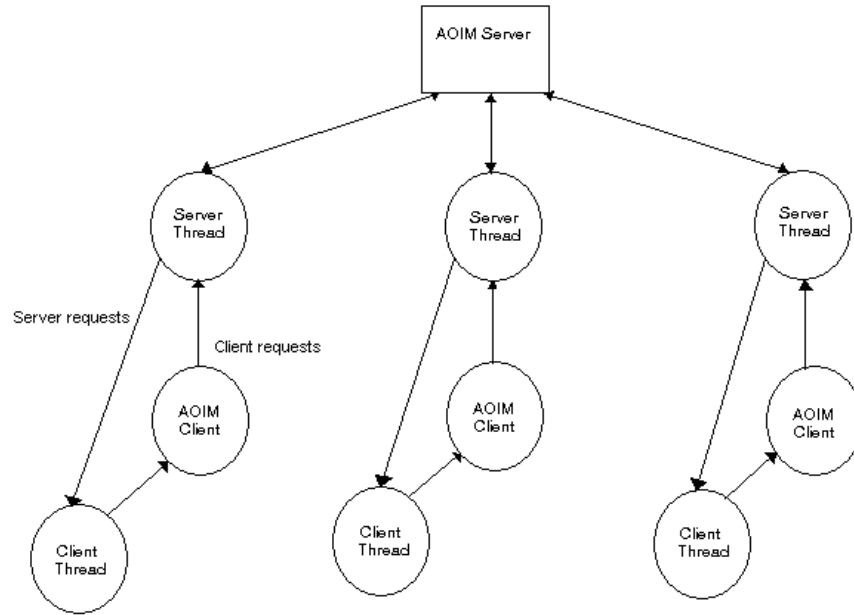 AOIM Server
Server
Thread
Server
Thread
Server
Thread
Server requests
Client requests
AOIM
Client
AOIM
Client
AOIM
Client
Client
Thread
Client
Thread
Client
Thread